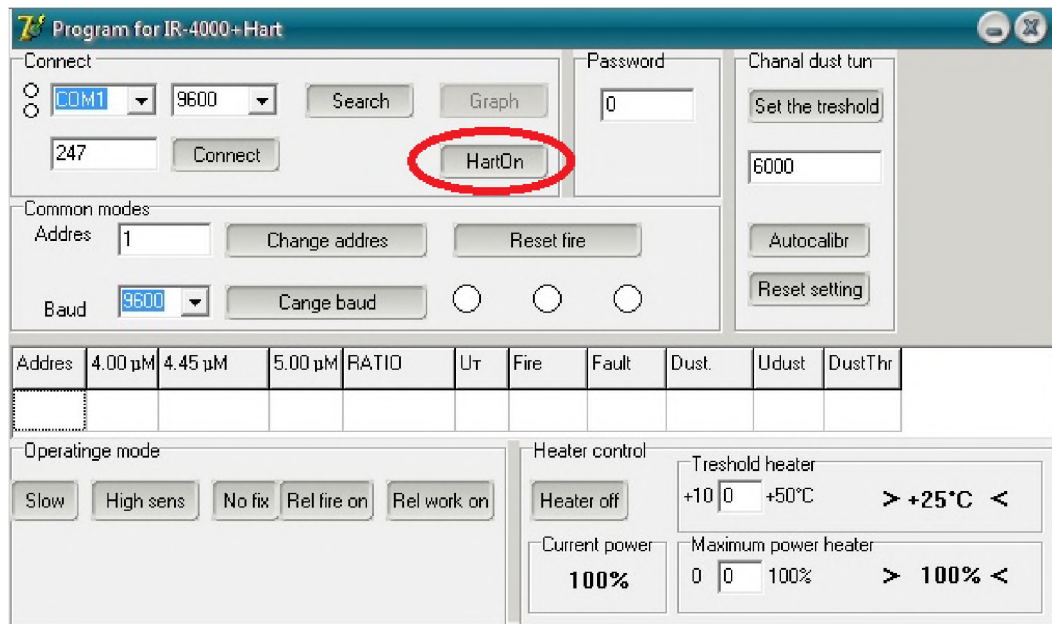 Program for IR-4000+Hart
Connect
COM1 9600 Search Graph
247 Connect HartOn
Password
0
Chanal dust tun
Set the treshold
6000
Autocalibr
Reset setting
Common modes
Addres 1 Change addres Reset fire
Baud 9600 Cange baud
Addres 4.00 µM 4.45 µM 5.00 µM RATIO Uт Fire Fault Dust. Udust DustThr
Operatinge mode
Slow High sens No fix Rel fire on Rel work on
Heater control
Heater off
Treshold heater
+10 0 +50°C > +25°C <
Current power
100%
Maximum power heater
0 0 100% > 100% <